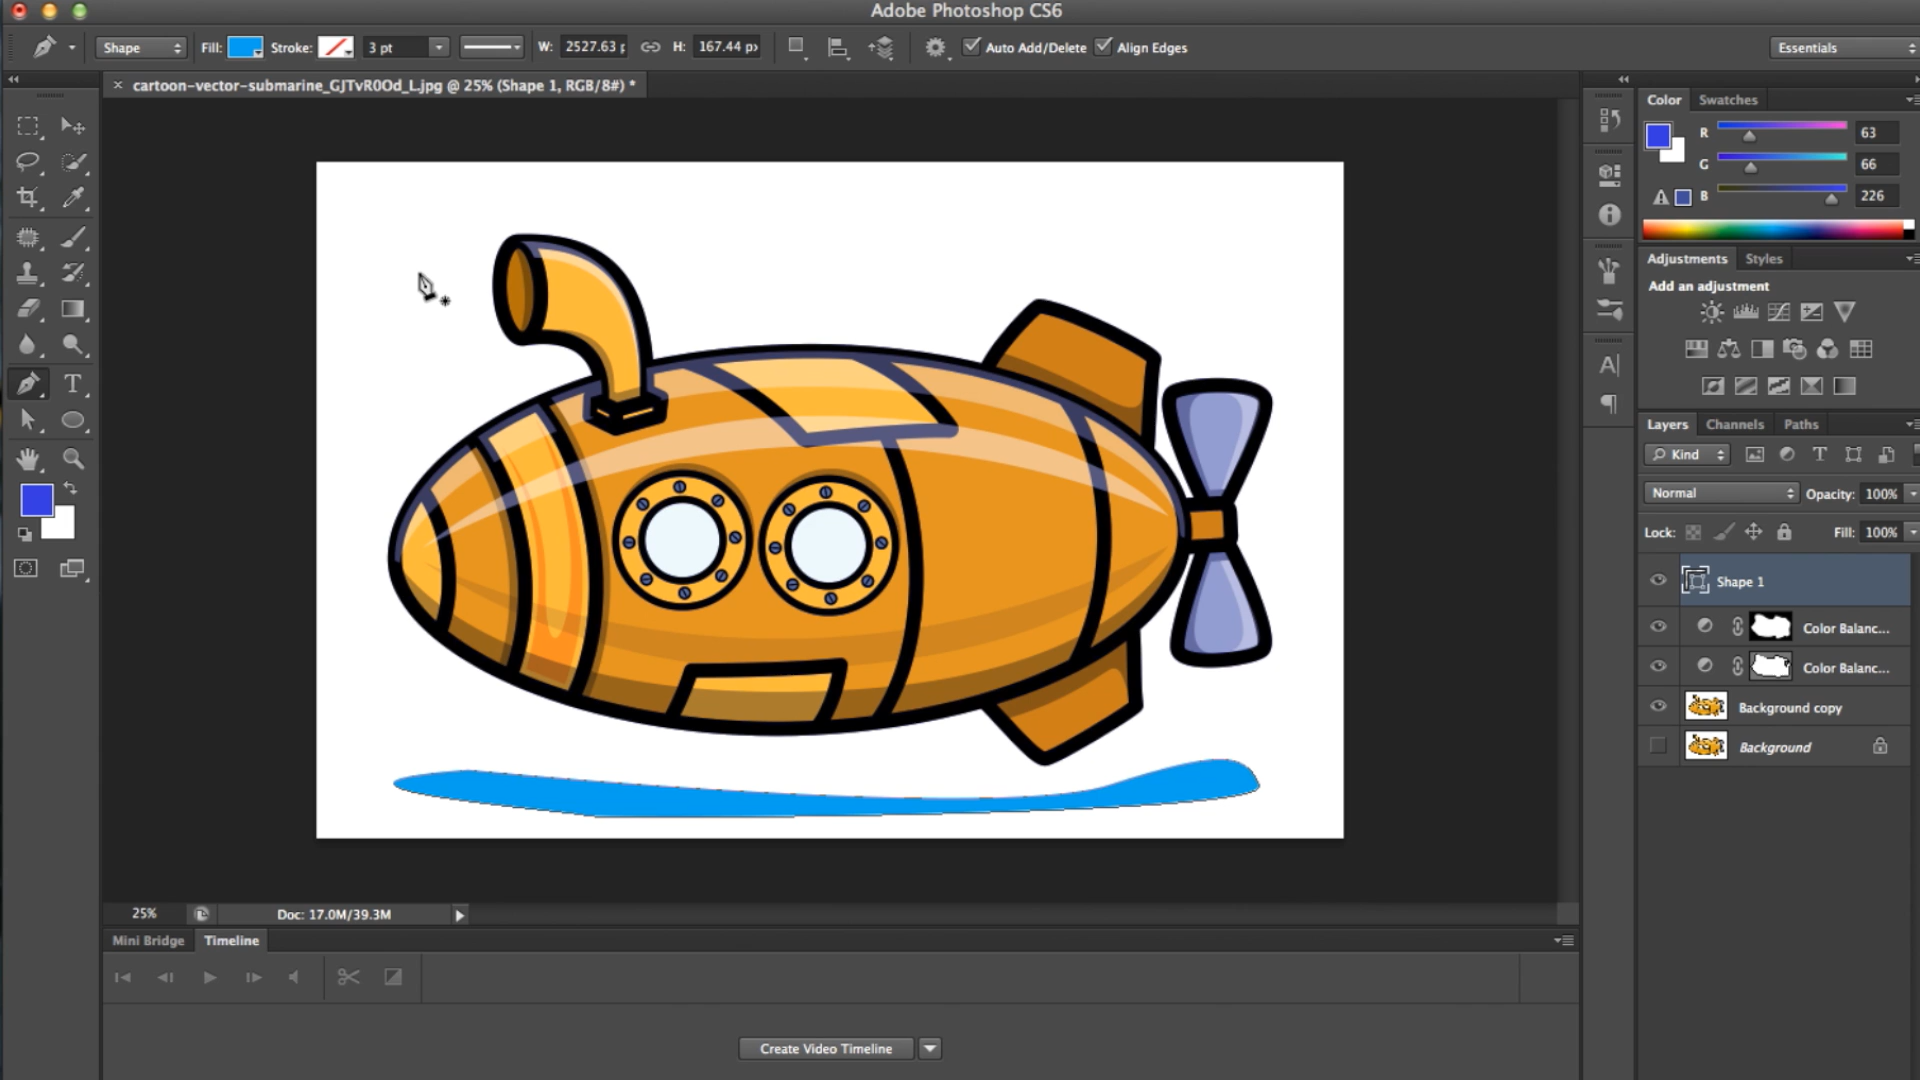 Adobe Photoshop CS6
Shape Fill: Stroke: 3 pt W: 2527.63 p H: 167.44 px Auto Add/Delete Align Edges Essentials
× cartoon-vector-submarine_GJTvR0Od_L.jpg @ 25% (Shape 1, RGB/8#) *
Color Swatches
R 63
G 66
B 226
Adjustments Styles
Add an adjustment
Layers Channels Paths
Kind
Normal Opacity: 100%
Lock: Fill: 100%
Shape 1
Color Balanc...
Color Balanc...
Background copy
Background
25% Doc: 17.0M/39.3M
Mini Bridge Timeline
Create Video Timeline